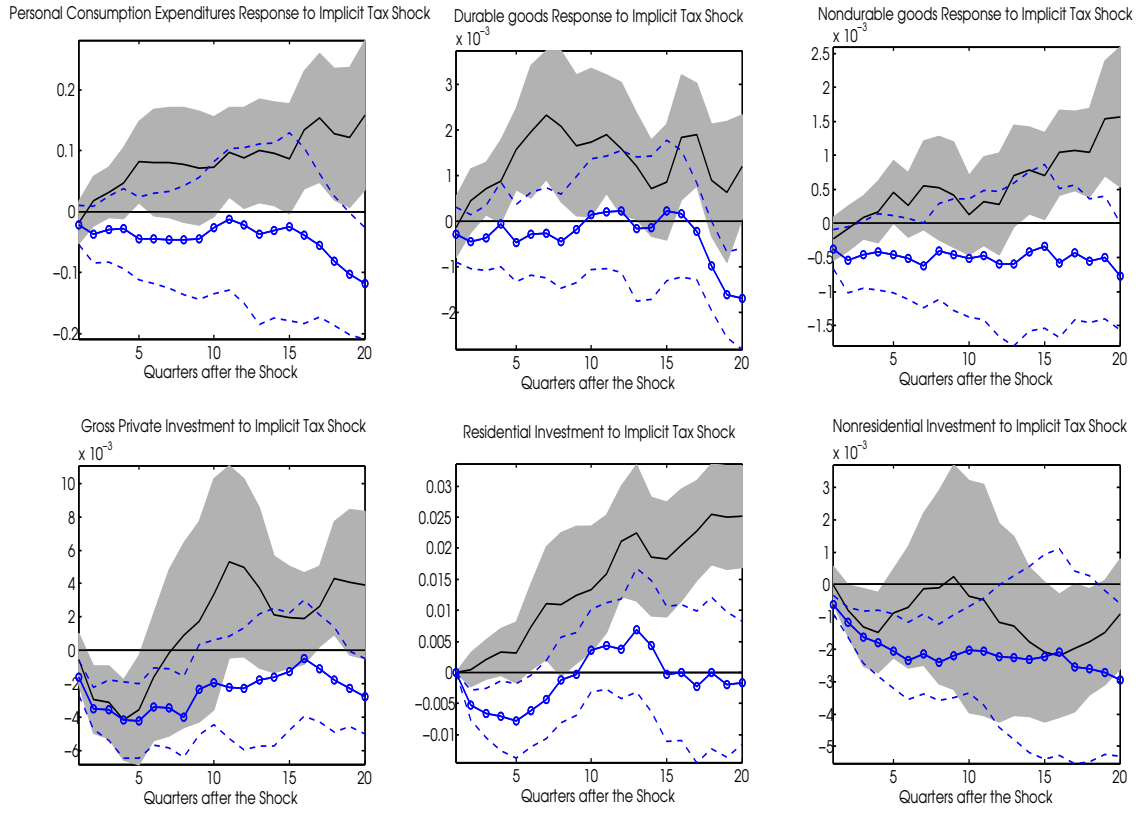 Personal Consumption Expenditures Response to Implicit Tax Shock
0.2
0.1
0
−0.1
−0.2
5 10 15 20
Quarters after the Shock
Durable goods Response to Implicit Tax Shock
x 10⁻³
3
2
1
0
−1
−2
5 10 15 20
Quarters after the Shock
Nondurable goods Response to Implicit Tax Shock
x 10⁻³
2.5
2
1.5
1
0.5
0
−0.5
−1
−1.5
5 10 15 20
Quarters after the Shock
Gross Private Investment to Implicit Tax Shock
x 10⁻³
10
8
6
4
2
0
−2
−4
−6
5 10 15 20
Quarters after the Shock
Residential Investment to Implicit Tax Shock
0.03
0.025
0.02
0.015
0.01
0.005
0
−0.005
−0.01
5 10 15 20
Quarters after the Shock
Nonresidential Investment to Implicit Tax Shock
x 10⁻³
3
2
1
0
−1
−2
−3
−4
−5
5 10 15 20
Quarters after the Shock